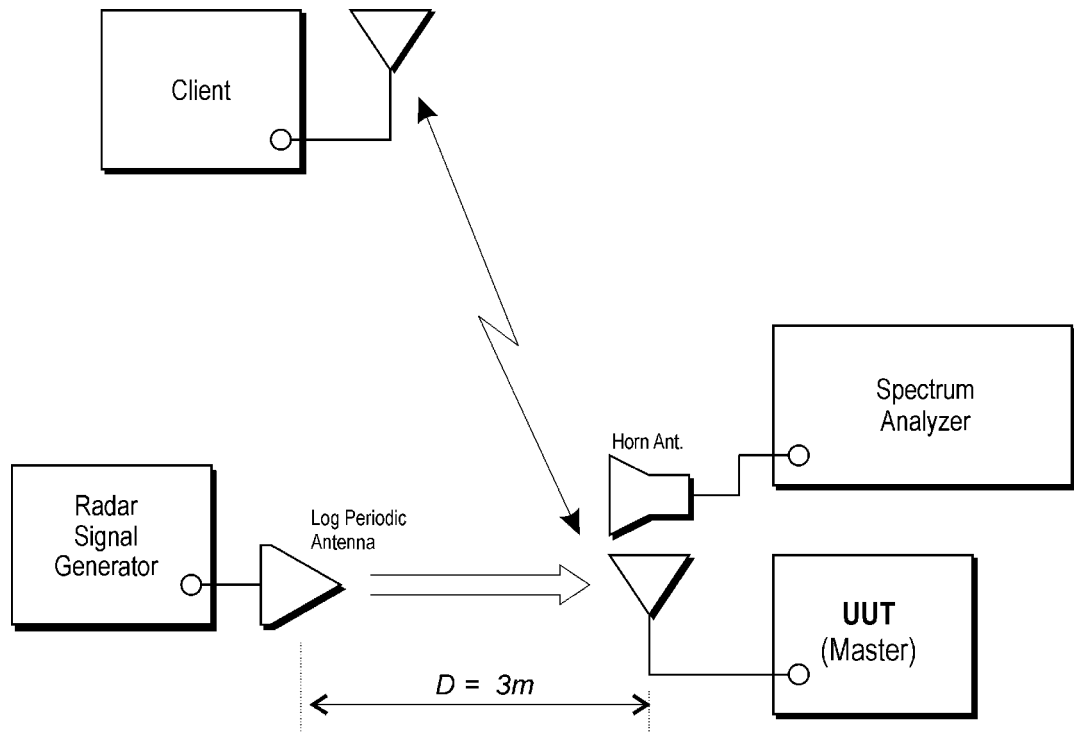 Client
Spectrum
Analyzer
Horn Ant.
Radar
Signal
Generator
Log Periodic
Antenna
UUT
(Master)
D = 3m